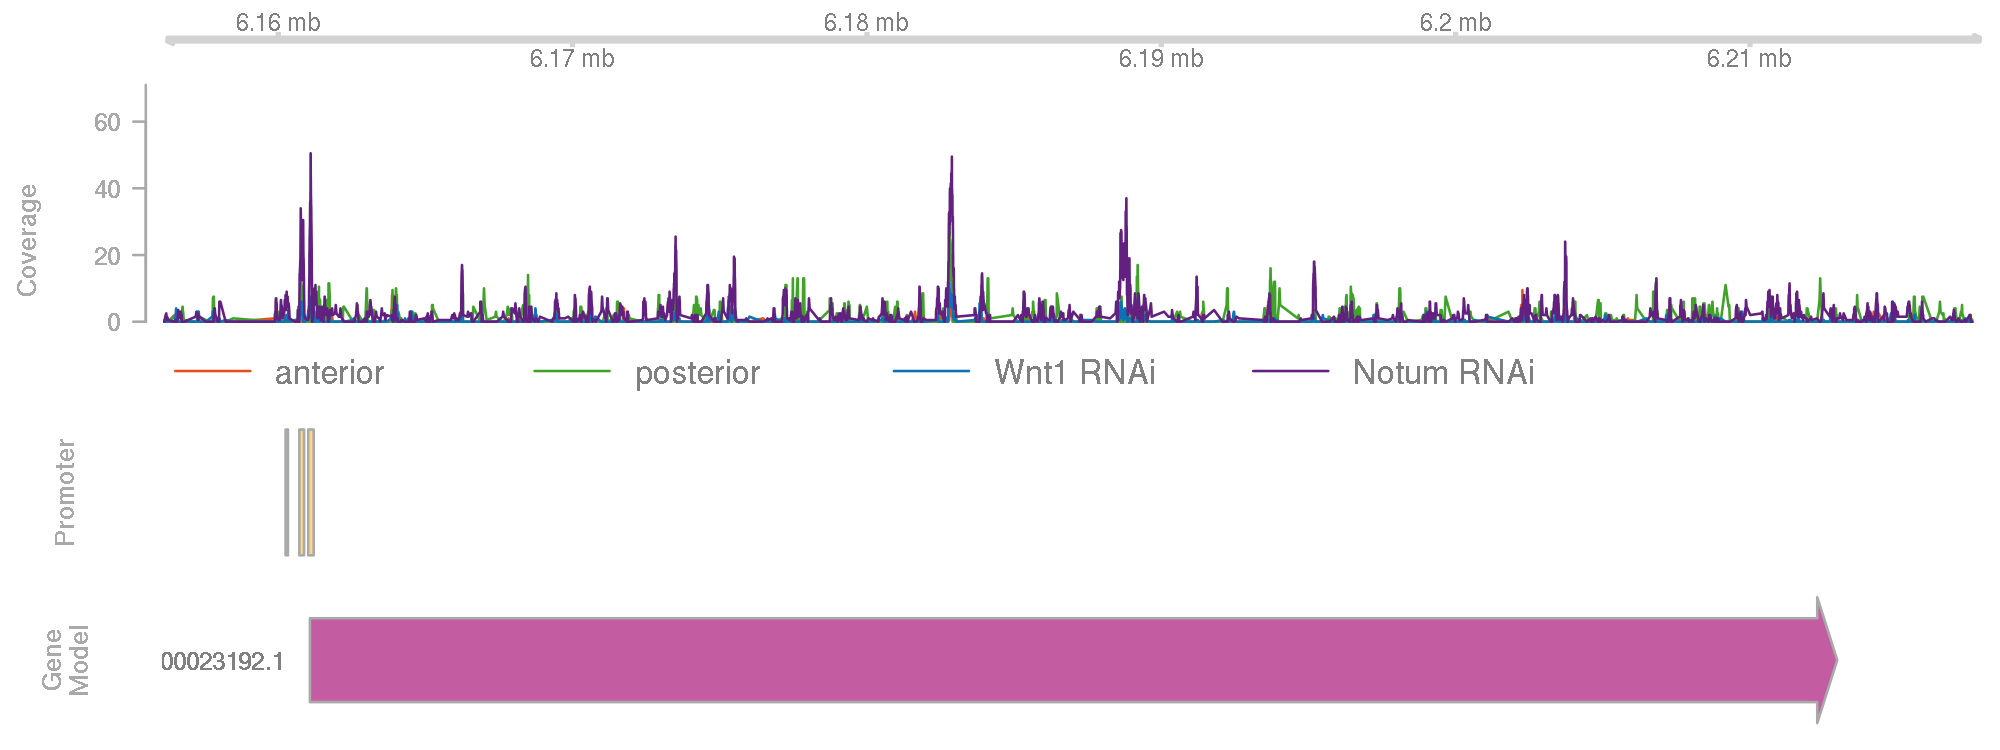 6.16 mb 6.18 mb 6.2 mb
6.17 mb 6.19 mb 6.21 mb
Coverage
60
40
20
0
anterior posterior Wnt1 RNAi Notum RNAi
Promoter
Gene
Model
00023192.1